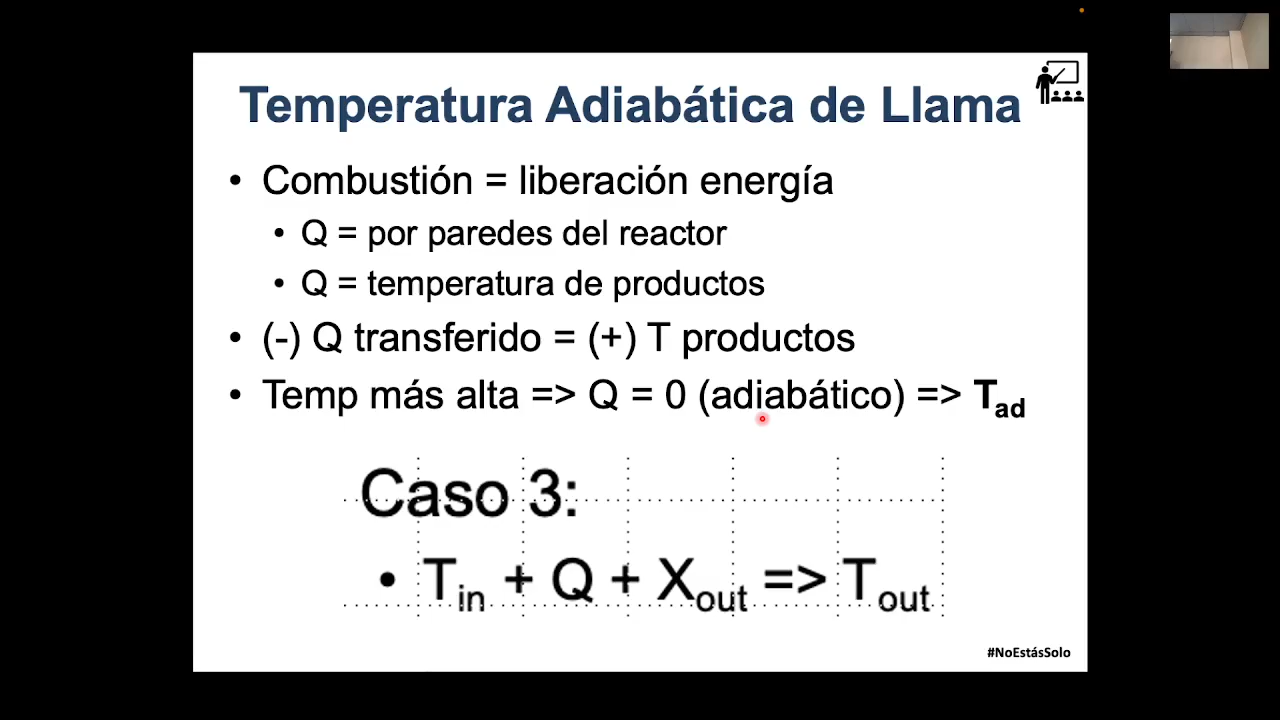 Temperatura Adiabática de Llama
• Combustión = liberación energía
• Q = por paredes del reactor
• Q = temperatura de productos
• (-) Q transferido = (+) T productos
• Temp más alta => Q = 0 (adiabático) => Tad
Caso 3:
• Tin + Q + Xout => Tout
#NoEstásSolo